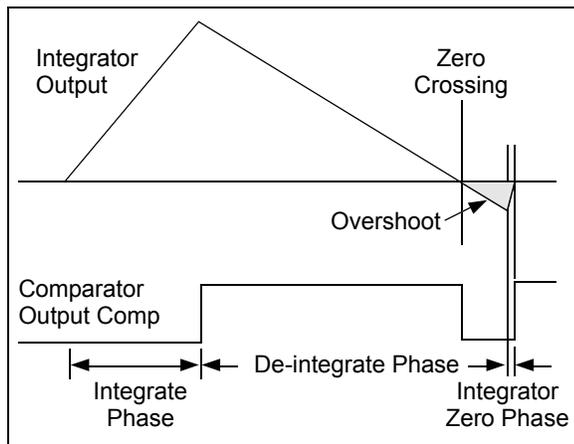 Integrator
Output
Zero
Crossing
Overshoot
Comparator
Output Comp
De-integrate Phase
Integrate
Phase
Integrator
Zero Phase